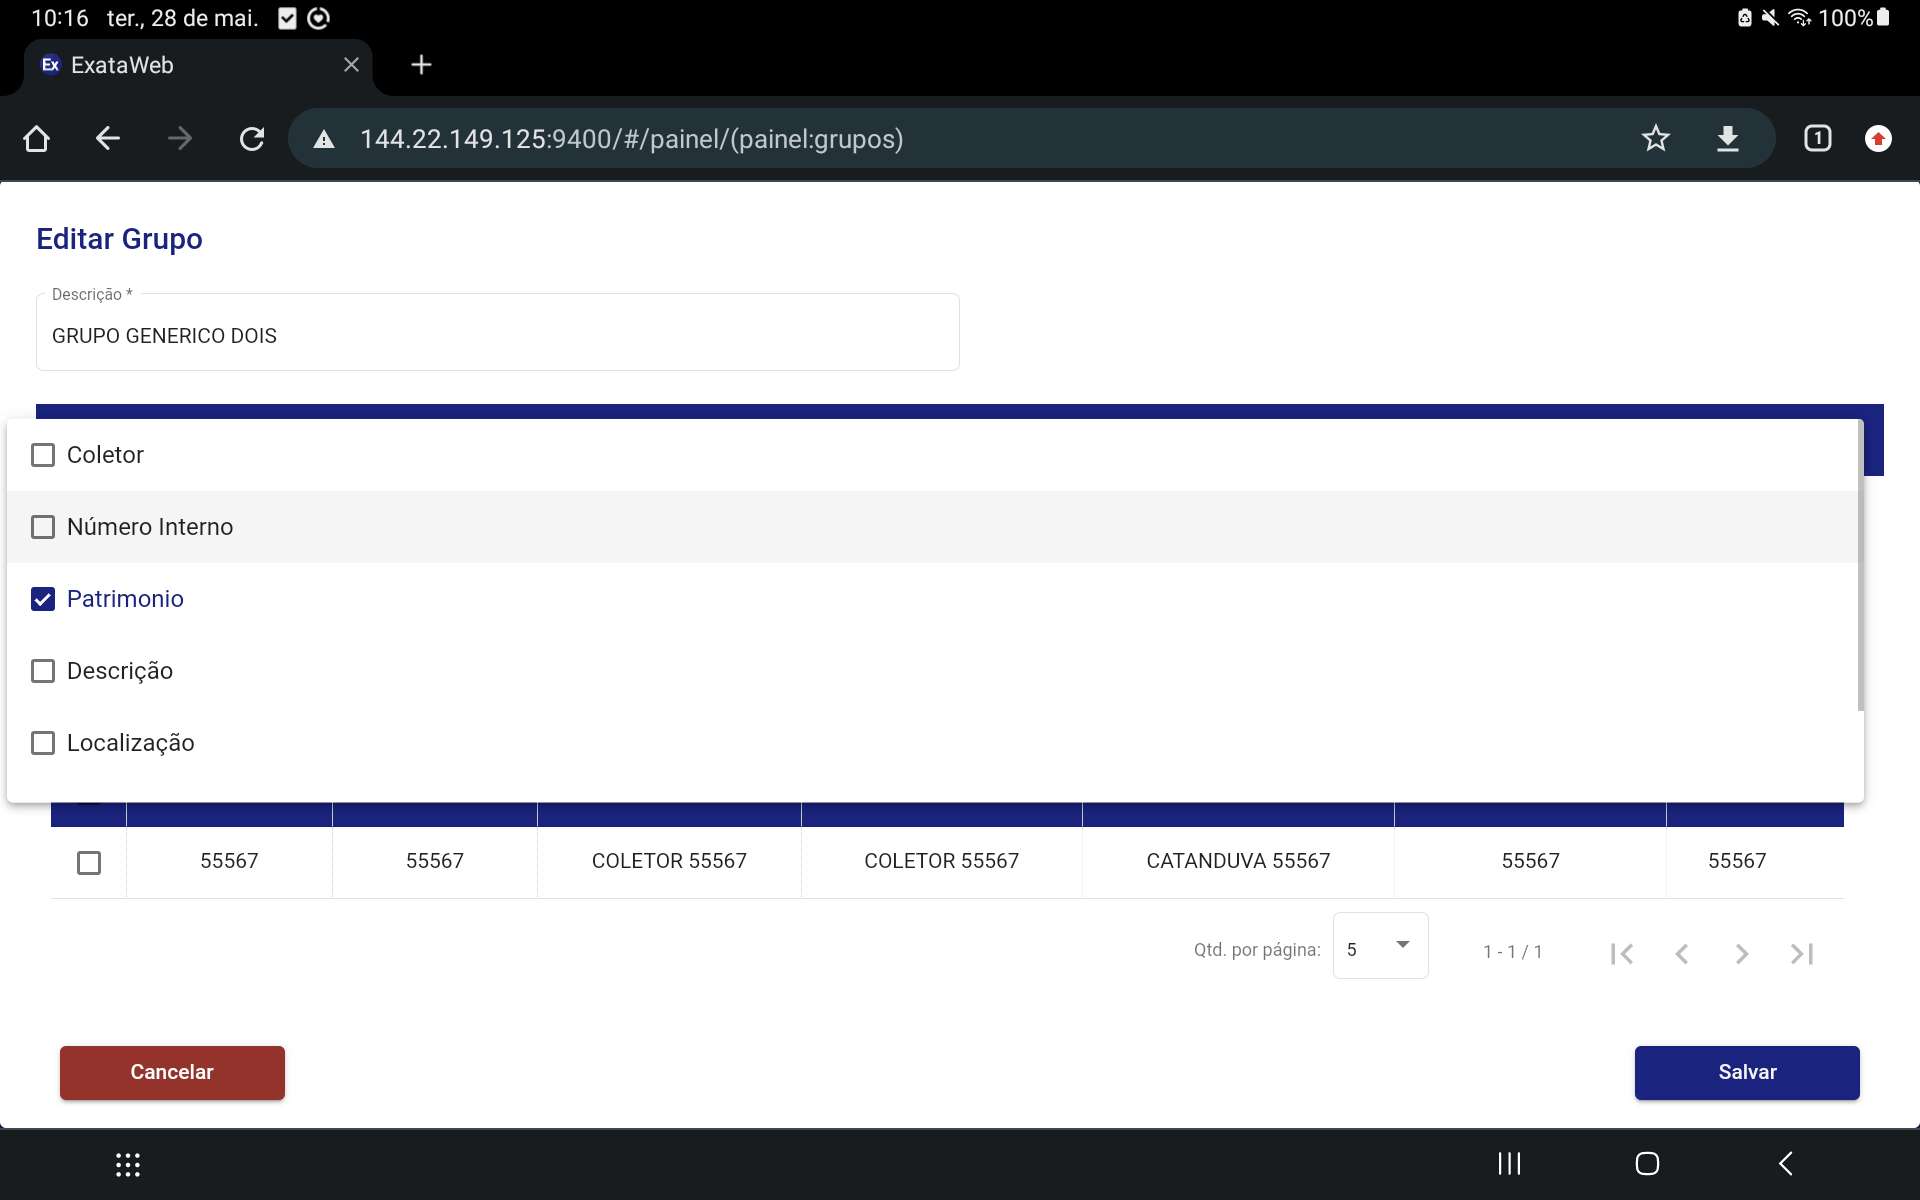 10:16 ter., 28 de mai. 100%
Ex ExataWeb
144.22.149.125:9400/#/painel/(painel:grupos) 1
Editar Grupo
Descrição *
GRUPO GENERICO DOIS
Coletor
Número Interno
Patrimonio
Descrição
Localização
55567 55567 COLETOR 55567 COLETOR 55567 CATANDUVA 55567 55567 55567
Qtd. por página: 5 1 - 1 / 1
Cancelar Salvar